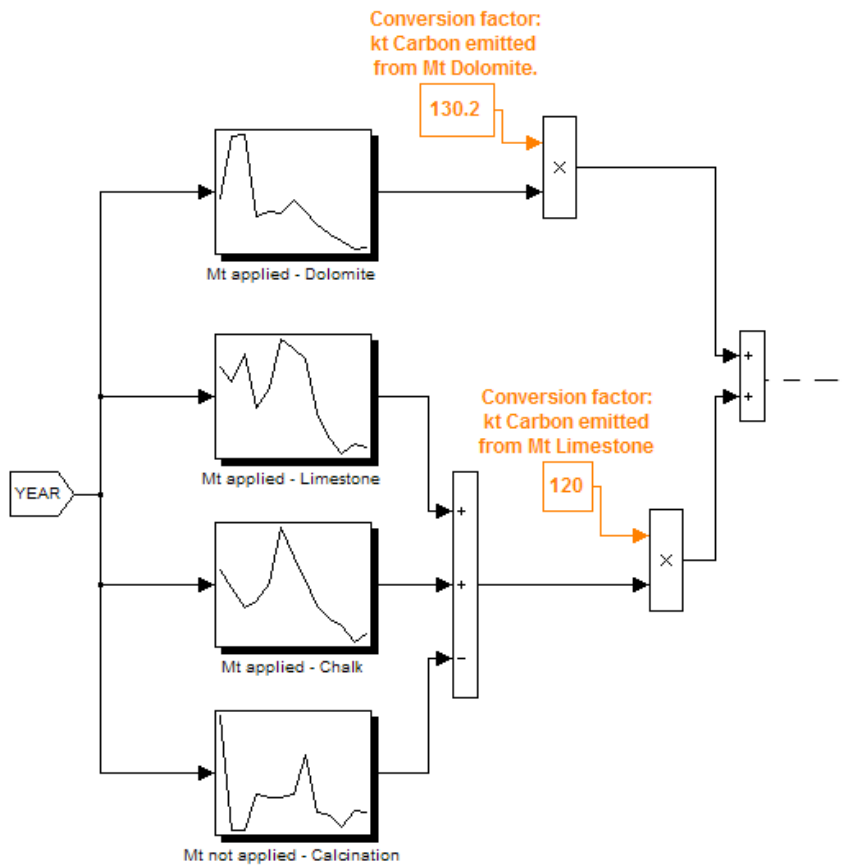 Conversion factor:
kt Carbon emitted
from Mt Dolomite.
130.2
×
Mt applied - Dolomite
+
+
Conversion factor:
kt Carbon emitted
from Mt Limestone
120
Mt applied - Limestone
YEAR
+
×
+
Mt applied - Chalk
−
Mt not applied - Calcination